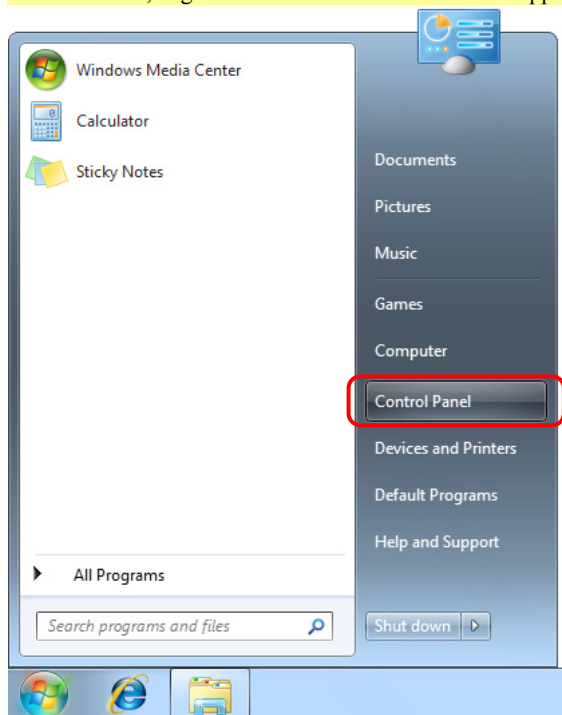 Windows Media Center
Calculator
Sticky Notes
All Programs
Search programs and files
Documents
Pictures
Music
Games
Computer
Control Panel
Devices and Printers
Default Programs
Help and Support
Shut down